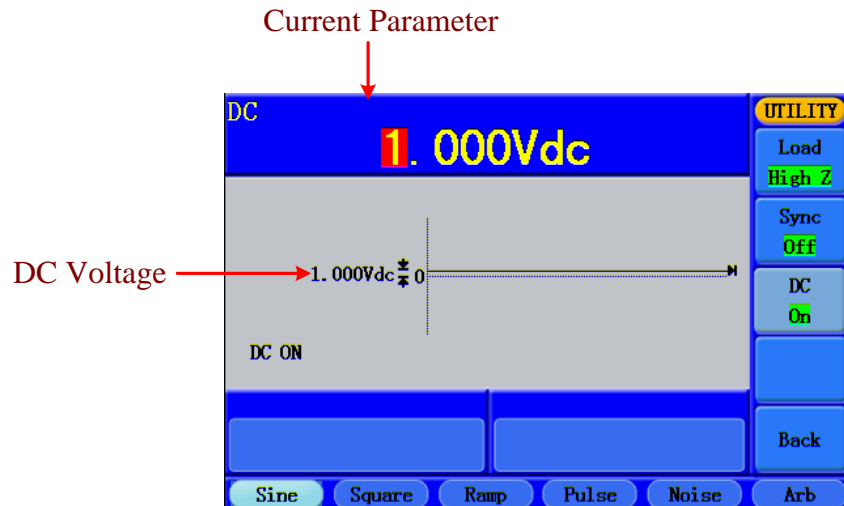 Current Parameter
DC
1.000Vdc
UTILITY
Load
High Z
Sync
Off
DC Voltage
1.000Vdc 0
DC
On
DC ON
Back
Sine Square Ramp Pulse Noise Arb